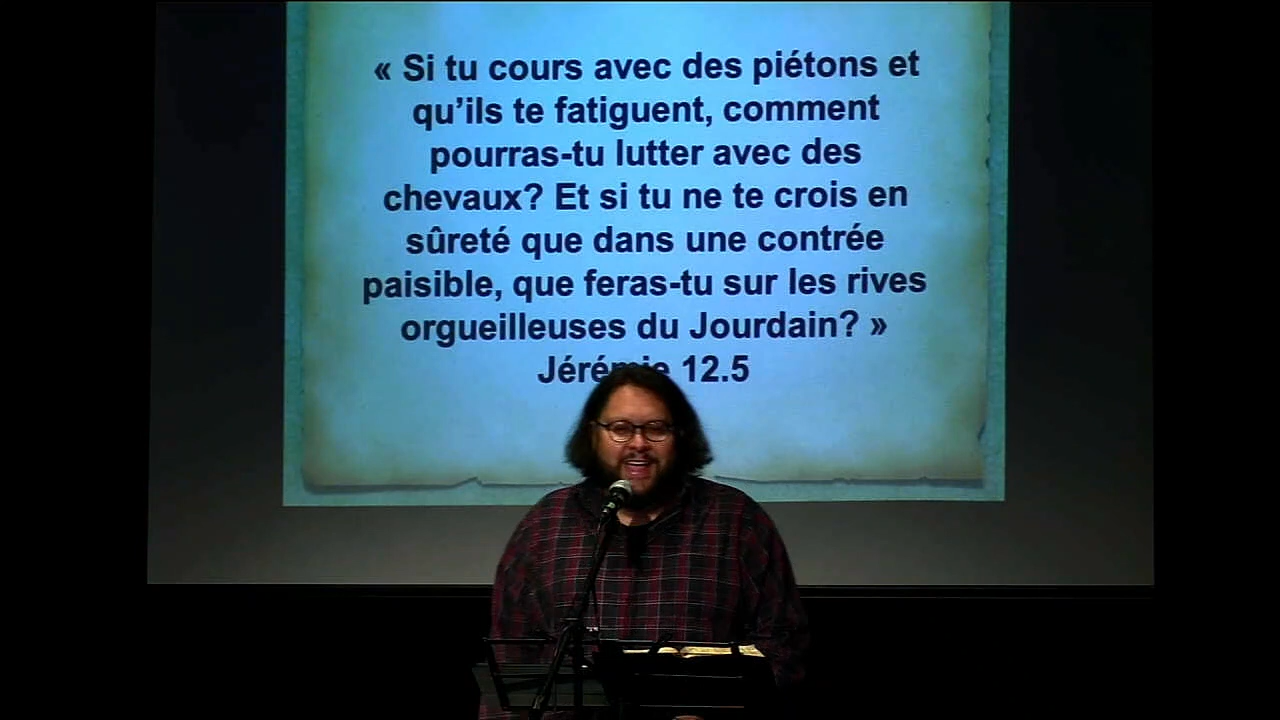 « Si tu cours avec des piétons et
qu’ils te fatiguent, comment
pourras-tu lutter avec des
chevaux? Et si tu ne te crois en
sûreté que dans une contrée
paisible, que feras-tu sur les rives
orgueilleuses du Jourdain? »
Jérémie 12.5